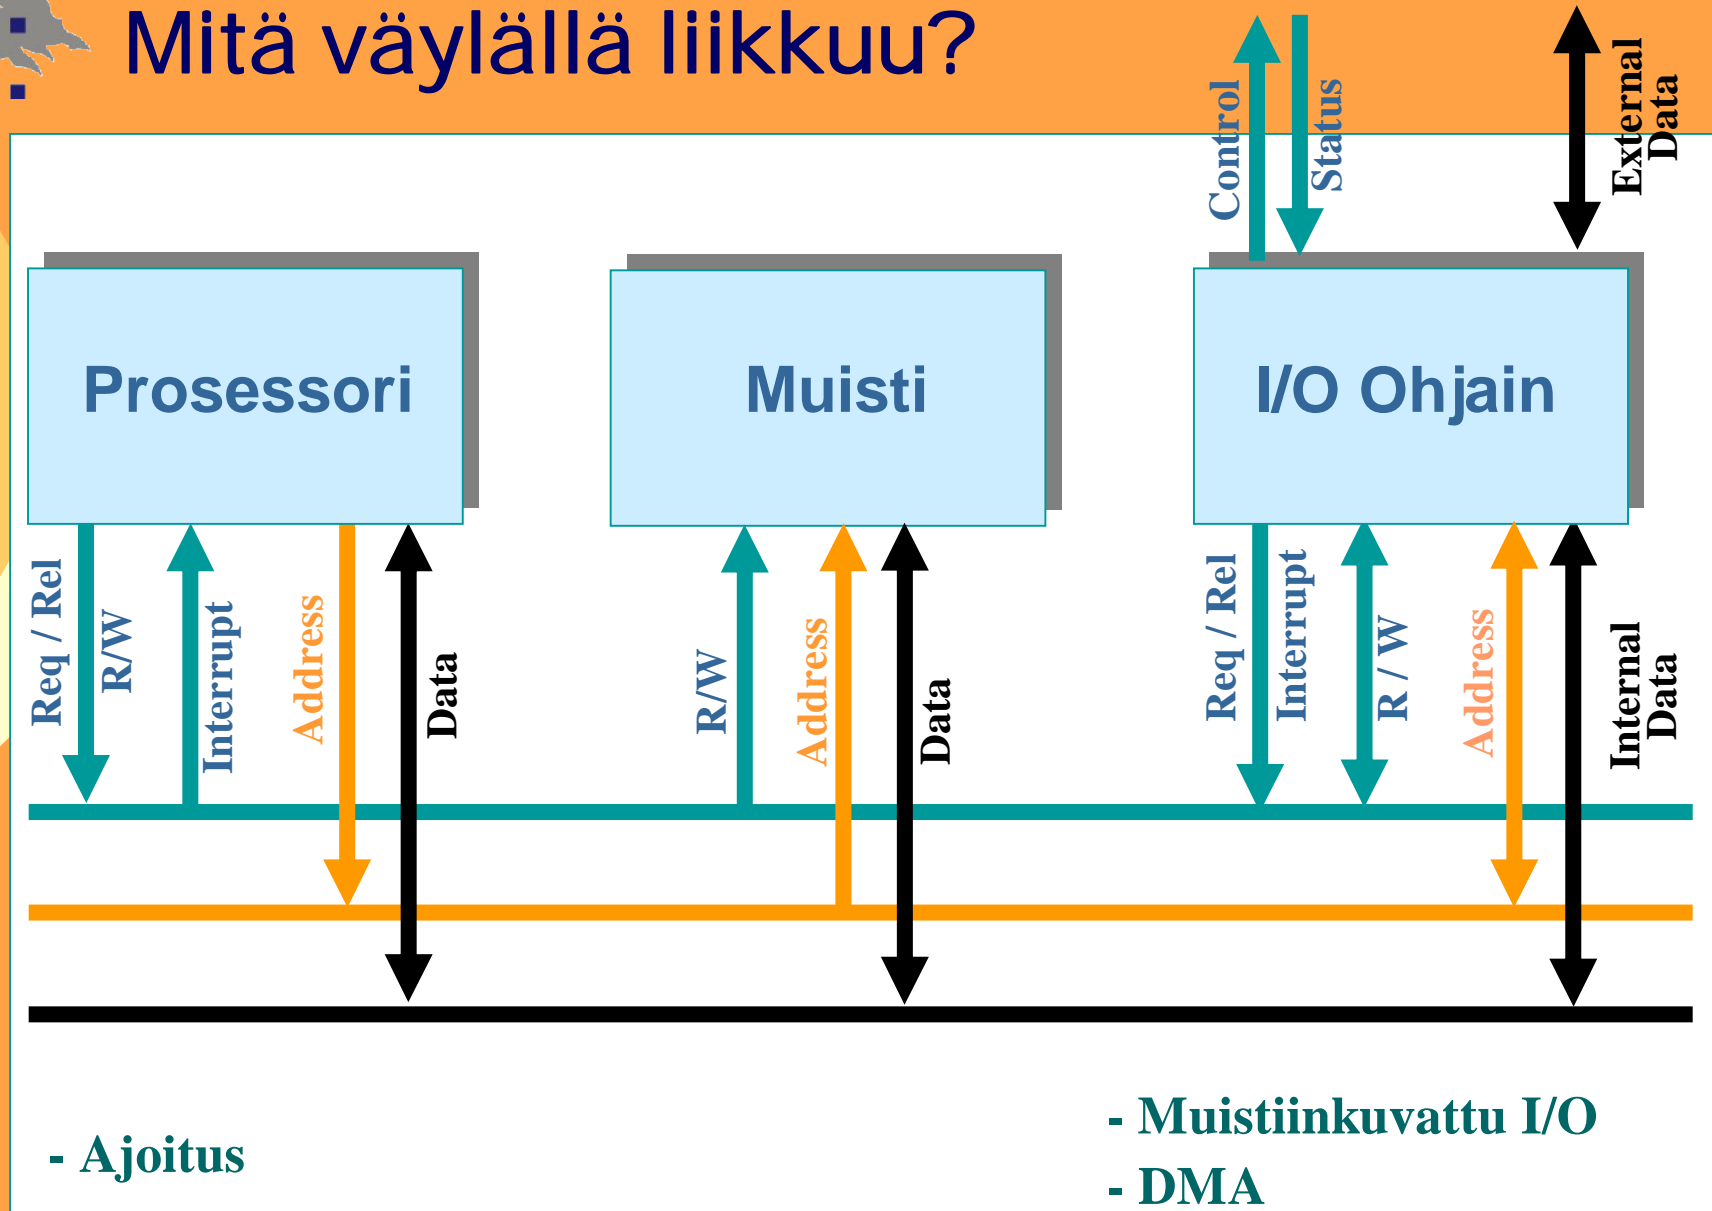 Mitä väylällä liikkuu?
Control
Status
External
Data
Prosessori
Muisti
I/O Ohjain
Req / Rel
R/W
Interrupt
Address
Data
R/W
Address
Data
Req / Rel
Interrupt
R / W
Address
Internal
Data
- Ajoitus
- Muistiinkuvattu I/O
- DMA